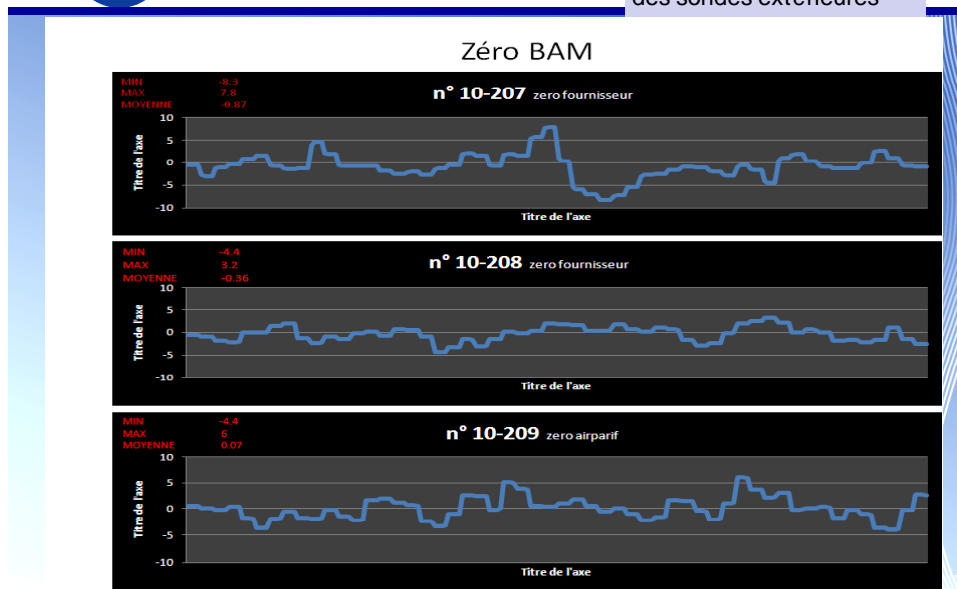 des sondes extérieures
Zéro BAM
MIN -8.3
MAX 7.8
MOYENNE -0.87
n° 10-207 zero fournisseur
10
5
0
-5
-10
Titre de l'axe
Titre de l'axe
MIN -4.4
MAX 3.2
MOYENNE -0.36
n° 10-208 zero fournisseur
10
5
0
-5
-10
Titre de l'axe
Titre de l'axe
MIN -4.4
MAX 6
MOYENNE 0.07
n° 10-209 zero airparif
10
5
0
-5
-10
Titre de l'axe
Titre de l'axe